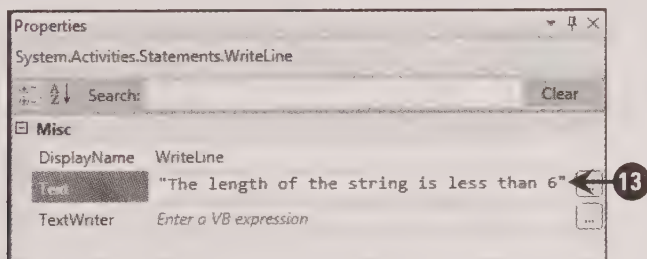 Properties
System.Activities.Statements.WriteLine
Search: Clear
Misc
DisplayName WriteLine
Text "The length of the string is less than 6" 13
TextWriter Enter a VB expression ...